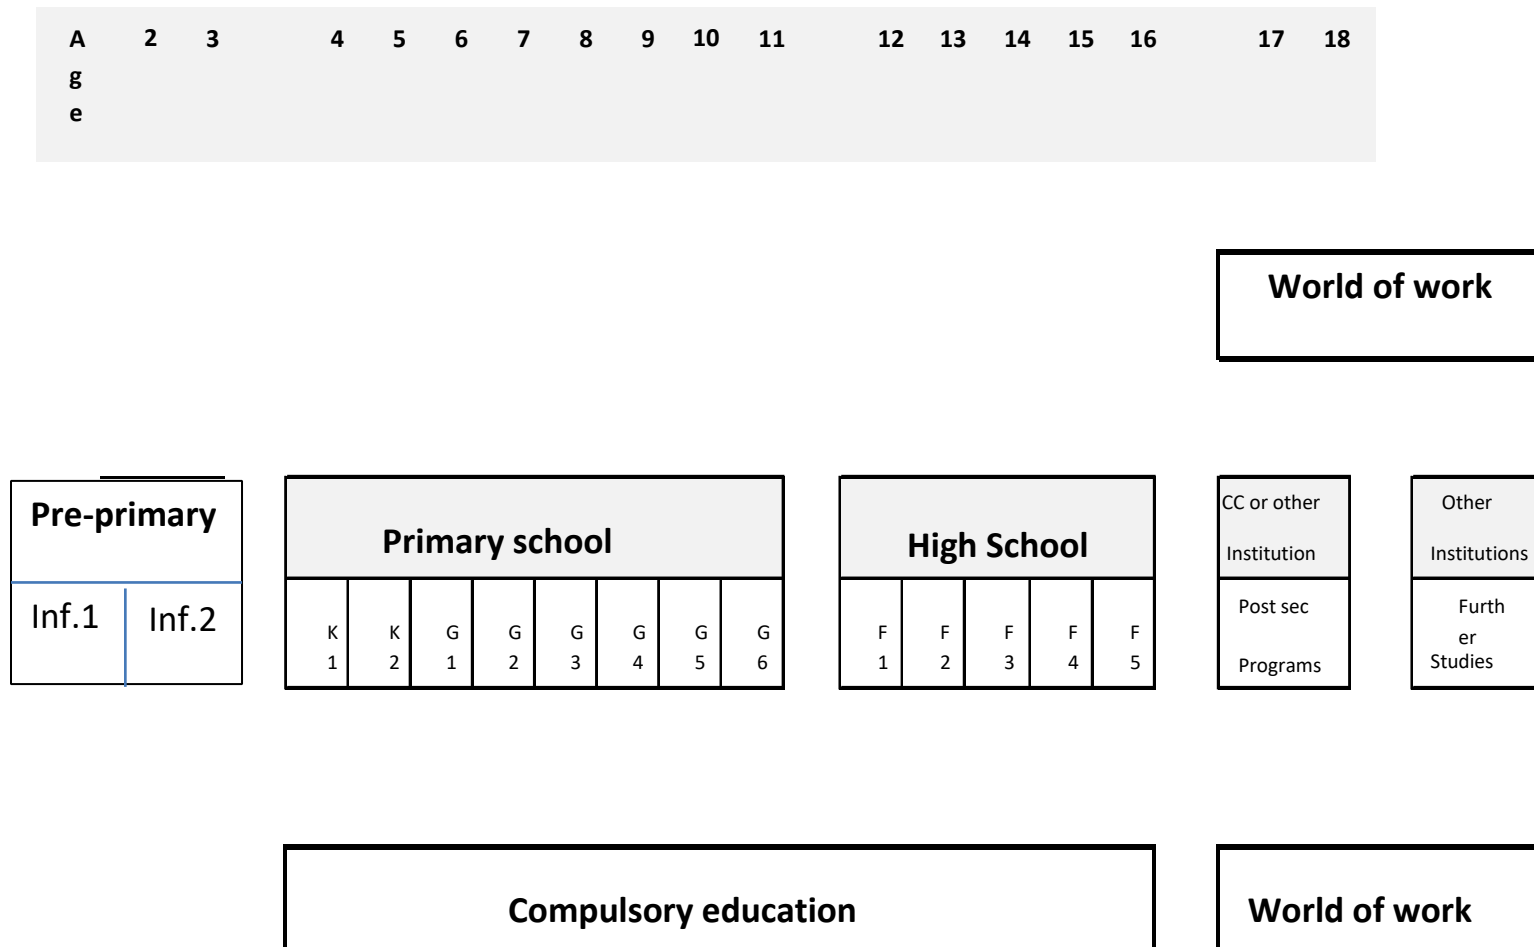 A 2 3 4 5 6 7 8 9 10 11 12 13 14 15 16 17 18
g
e
World of work
Pre-primary
Inf.1 Inf.2
Primary school
K K G G G G G G
1 2 1 2 3 4 5 6
High School
F F F F F
1 2 3 4 5
CC or other
Institution
Post sec
Programs
Other
Institutions
Furth
er
Studies
Compulsory education
World of work